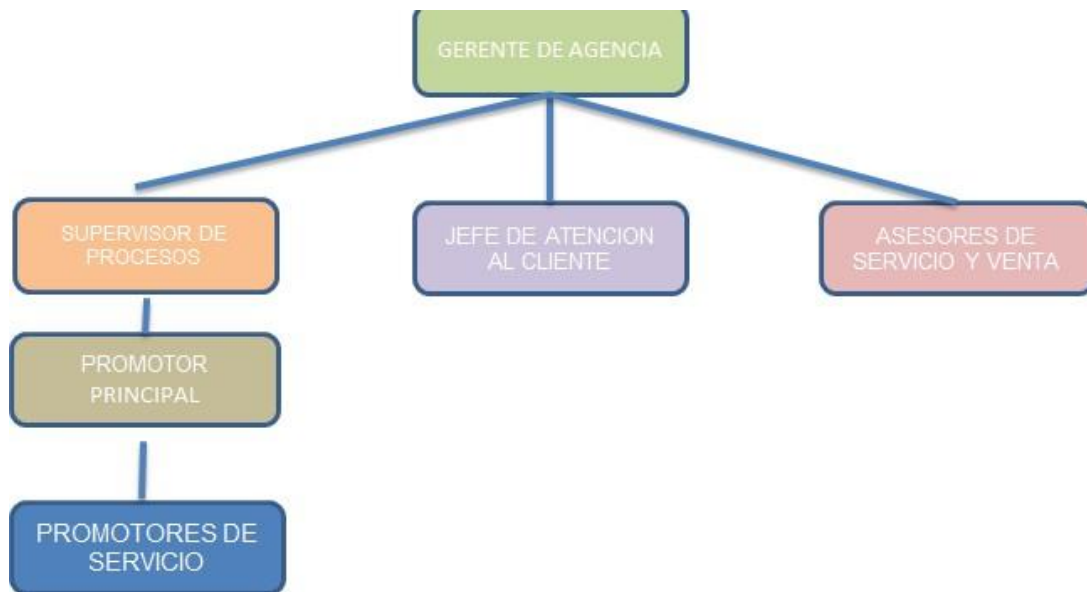 GERENTE DE AGENCIA
SUPERVISOR DE
PROCESOS
JEFE DE ATENCION
AL CLIENTE
ASESORES DE
SERVICIO Y VENTA
PROMOTOR
PRINCIPAL
PROMOTORES DE
SERVICIO